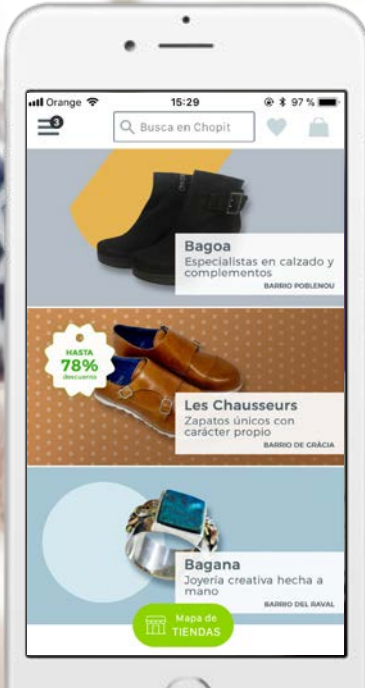 Orange 15:29 97 %
3
Busca en Chopit
Bagoa
Especialistas en calzado y
complementos
BARRIO POBLENOU
HASTA
78%
descuento
Les Chausseurs
Zapatos únicos con
carácter propio
BARRIO DE GRÀCIA
Bagana
Joyería creativa hecha a
mano
BARRIO DEL RAVAL
Mapa de
TIENDAS